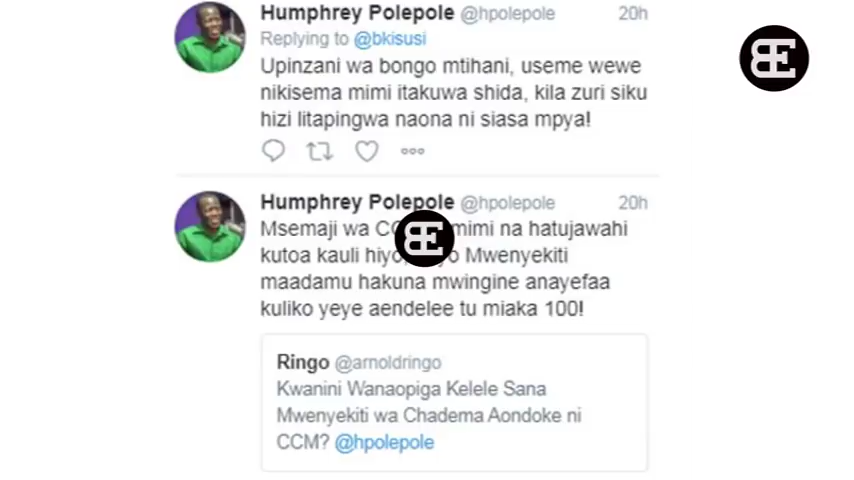 Humphrey Polepole @hpolepole 20h
Replying to @bkisusi
Upinzani wa bongo mtihani, useme wewe
nikisema mimi itakuwa shida, kila zuri siku
hizi litapingwa naona ni siasa mpya!
Humphrey Polepole @hpolepole 20h
Msemaji wa mimi na hatujawahi
kutoa kauli Mwenyekiti
maadamu hakuna mwingine anayefaa
kuliko yeye aendelee tu miaka 100!
Ringo @arnoldringo
Kwanini Wanaopiga Kelele Sana
Mwenyekiti wa Chadema Aondoke ni
CCM? @hpolepole